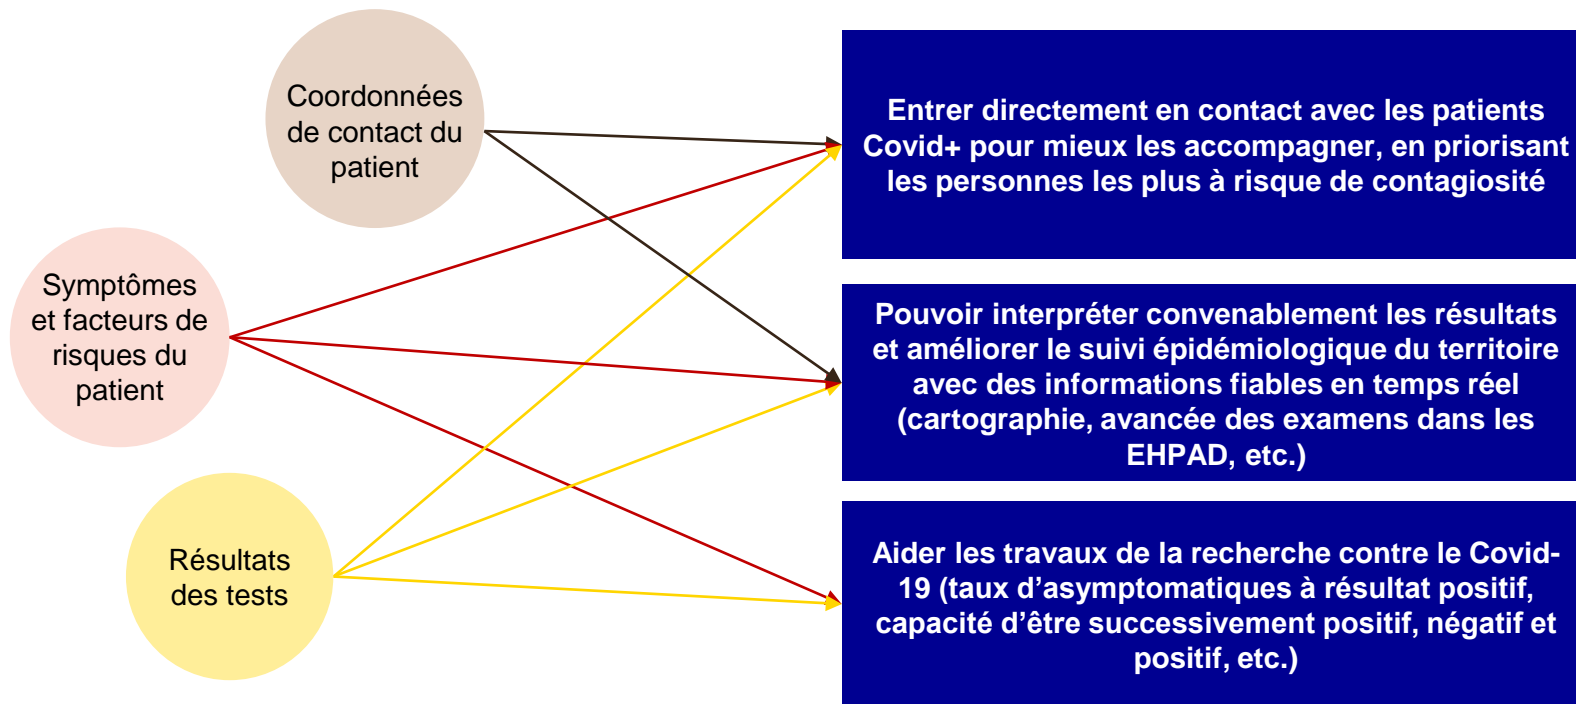 Coordonnées
de contact du
patient
Symptômes
et facteurs de
risques du
patient
Résultats
des tests
Entrer directement en contact avec les patients
Covid+ pour mieux les accompagner, en priorisant
les personnes les plus à risque de contagiosité
Pouvoir interpréter convenablement les résultats
et améliorer le suivi épidémiologique du territoire
avec des informations fiables en temps réel
(cartographie, avancée des examens dans les
EHPAD, etc.)
Aider les travaux de la recherche contre le Covid-
19 (taux d’asymptomatiques à résultat positif,
capacité d’être successivement positif, négatif et
positif, etc.)